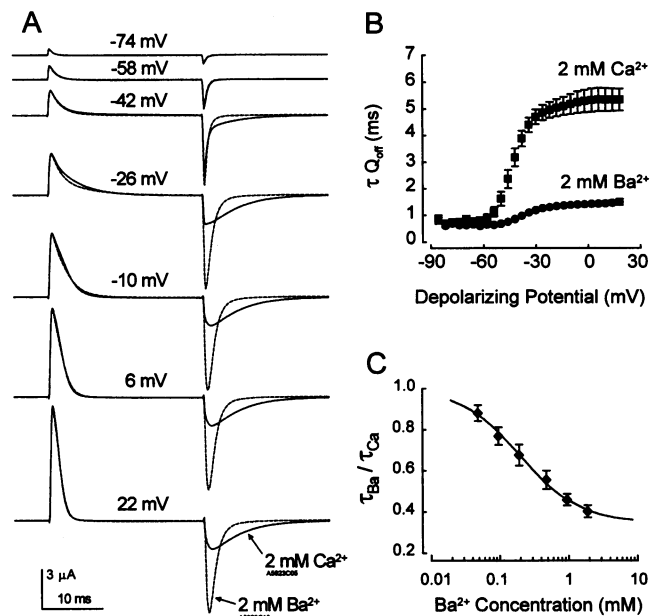 A
-74 mV
-58 mV
-42 mV
-26 mV
-10 mV
6 mV
22 mV
2 mM Ca²⁺
2 mM Ba²⁺
3 µA
10 ms
B
τ Q_off (ms)
7
6
5
4
3
2
1
0
2 mM Ca²⁺
2 mM Ba²⁺
-90 -60 -30 0 30
Depolarizing Potential (mV)
C
τ_Ba / τ_Ca
1.0
0.8
0.6
0.4
0.2
0.01 0.1 1 10
Ba²⁺ Concentration (mM)